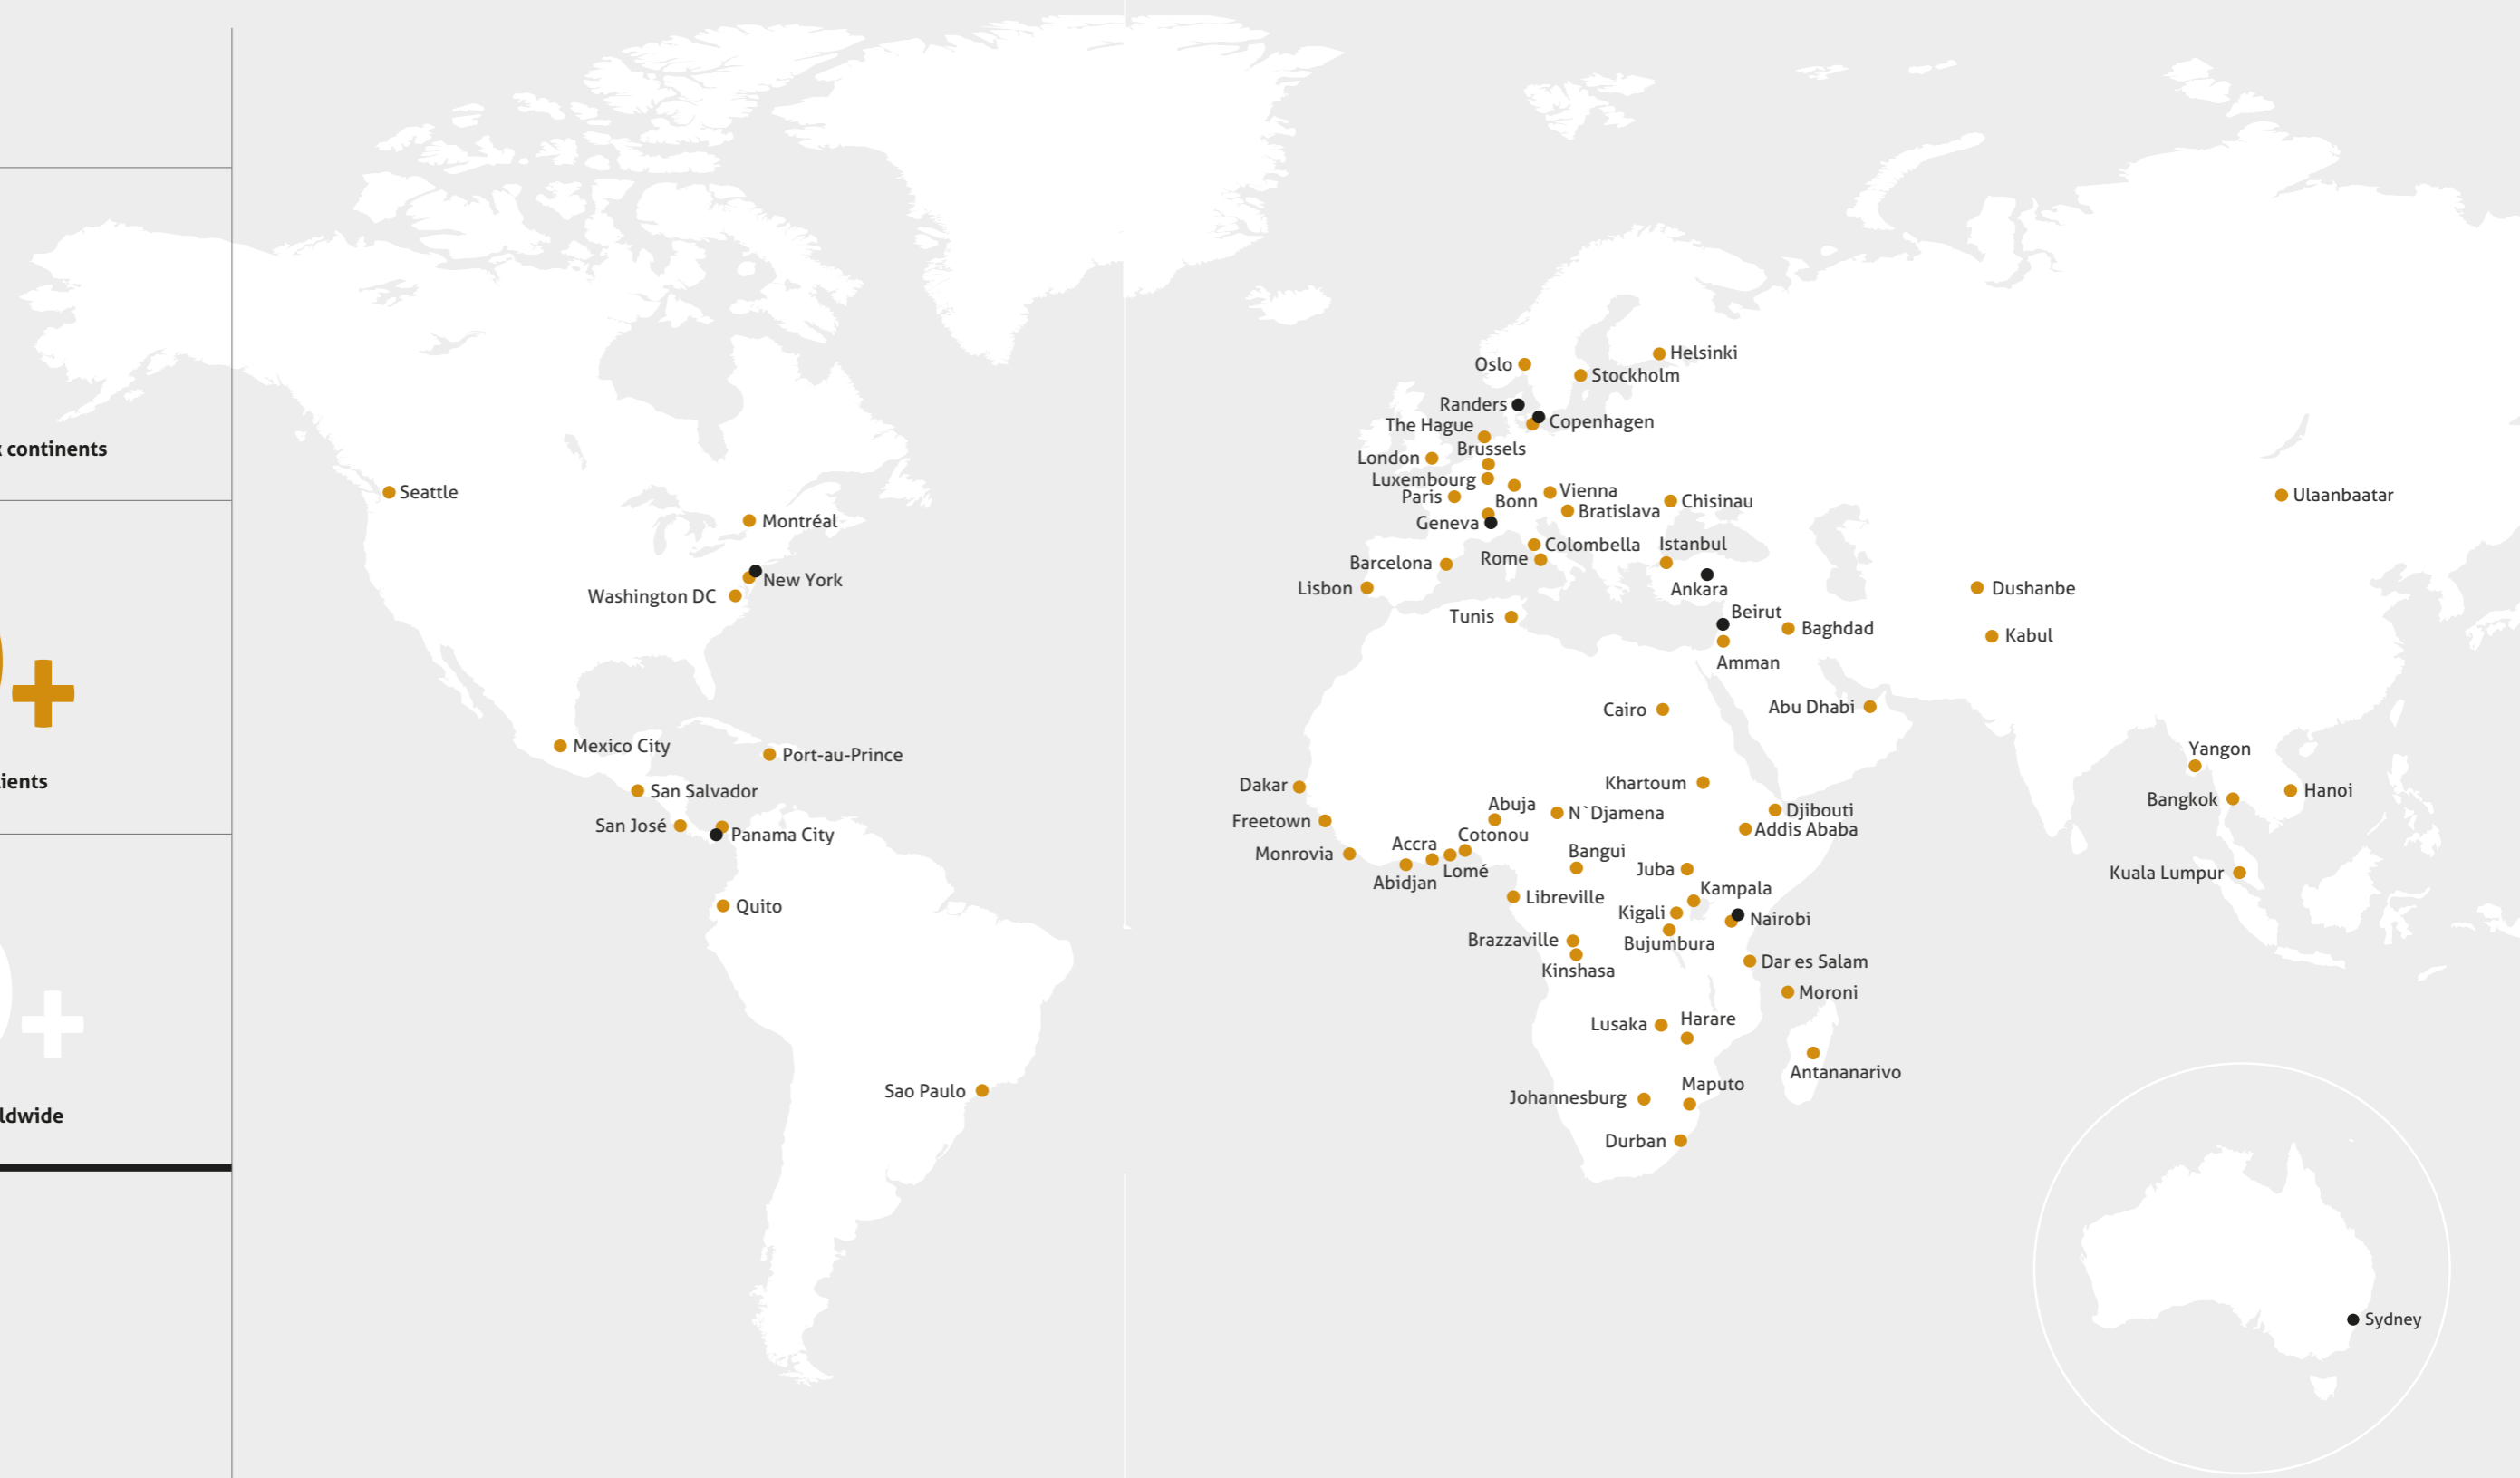 continents
+
ients
+
ldwide
Seattle
Montréal
New York
Washington DC
Mexico City
Port-au-Prince
San Salvador
San José
Panama City
Quito
Sao Paulo
Oslo
Helsinki
Stockholm
Randers
Copenhagen
The Hague
Brussels
London
Luxembourg
Paris
Bonn
Vienna
Chisinau
Bratislava
Geneva
Colombella
Istanbul
Barcelona
Rome
Ankara
Lisbon
Tunis
Beirut
Baghdad
Amman
Dushanbe
Kabul
Ulaanbaatar
Cairo
Abu Dhabi
Yangon
Bangkok
Hanoi
Kuala Lumpur
Dakar
Khartoum
Freetown
Abuja
N`Djamena
Djibouti
Addis Ababa
Monrovia
Accra
Cotonou
Abidjan
Lomé
Bangui
Juba
Kampala
Libreville
Kigali
Nairobi
Brazzaville
Bujumbura
Kinshasa
Dar es Salam
Moroni
Lusaka
Harare
Antananarivo
Johannesburg
Maputo
Durban
Sydney